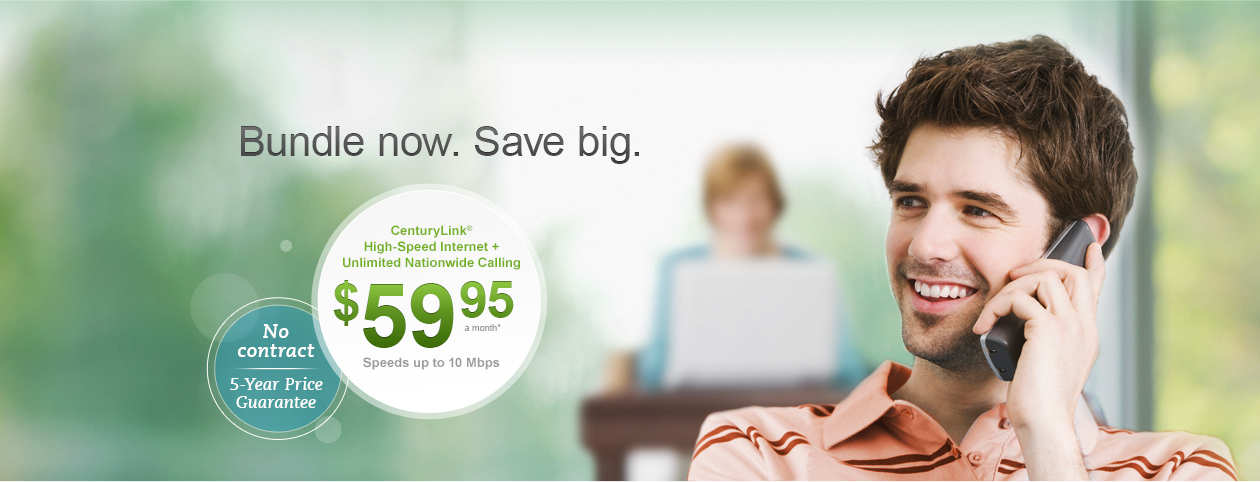 Bundle now. Save big.
CenturyLink®
High-Speed Internet +
Unlimited Nationwide Calling
$59 95
a month*
Speeds up to 10 Mbps
No
contract
5-Year Price
Guarantee